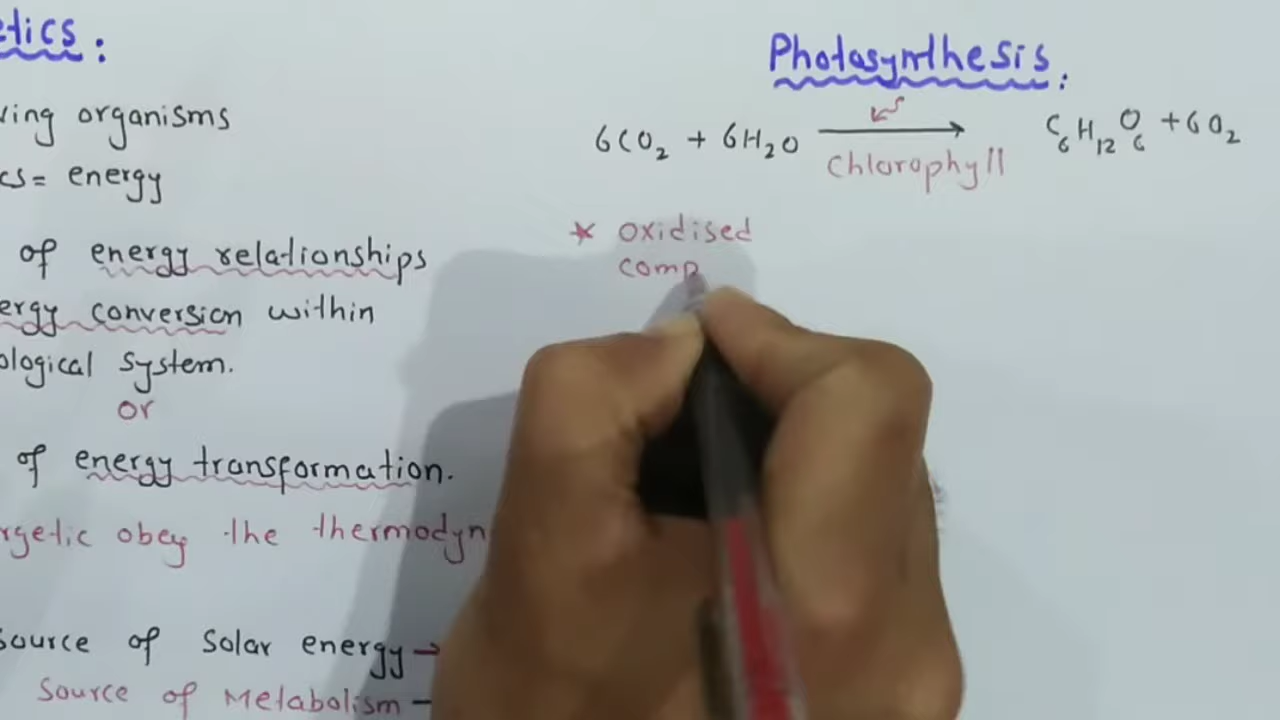 etics:
ving organisms
cs= energy
of energy relationships
ergy conversion within
ological system.
or
of energy transformation.
rgetic obey the thermodyn
Source of Solar energy→
Source of Metabolism –
Photosynthesis:
6CO₂ + 6H₂O ⟶ C₆H₁₂O₆ + 6O₂
Chlorophyll
* oxidised
comp